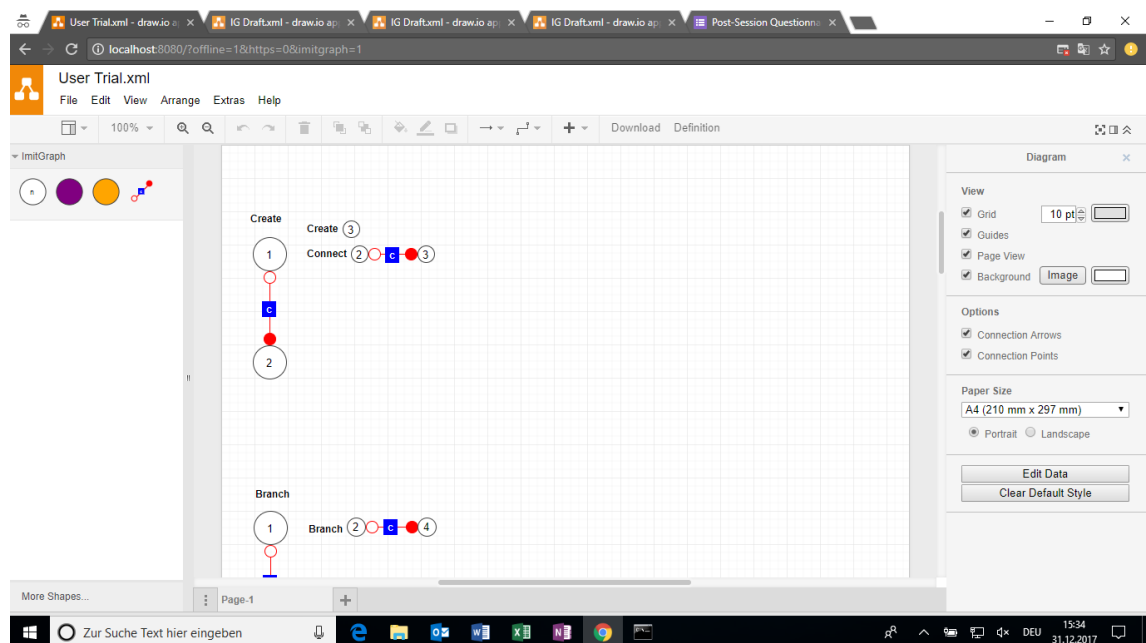 User Trial.xml - draw.io a
IG Draft.xml - draw.io ap
IG Draft.xml - draw.io ap
IG Draft.xml - draw.io ap
Post-Session Questionna
localhost:8080/?offline=1&https=0&imitgraph=1
User Trial.xml
File Edit View Arrange Extras Help
100% Download Definition
ImitGraph
n
c
Diagram
Create
Create 3
1
Connect 2 C 3
C
2
Branch
1
Branch 2 C 4
View
Grid 10 pt
Guides
Page View
Background Image
Options
Connection Arrows
Connection Points
Paper Size
A4 (210 mm x 297 mm)
Portrait Landscape
Edit Data
Clear Default Style
More Shapes...
Page-1
Zur Suche Text hier eingeben
DEU
15:34
31.12.2017